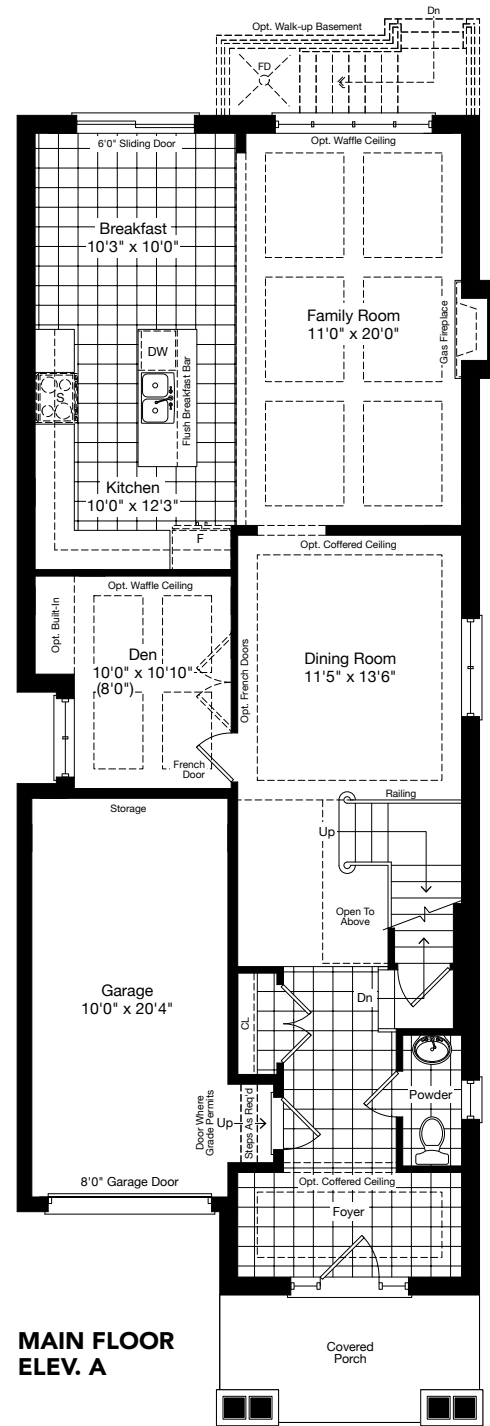 Dn
Opt. Walk-up Basement
FD
6'0" Sliding Door
Opt. Waffle Ceiling
Breakfast
10'3" x 10'0"
Family Room
11'0" x 20'0"
Gas Fireplace
DW
Flush Breakfast Bar
S
Kitchen
10'0" x 12'3"
F
Opt. Coffered Ceiling
Opt. Waffle Ceiling
Opt. Built-In
Den
10'0" x 10'10"
(8'0")
Opt. French Doors
Dining Room
11'5" x 13'6"
French
Door
Storage
Railing
Up
Open To
Above
Garage
10'0" x 20'4"
CL
Dn
Powder
Door Where
Grade Permits
Up
Steps As Req'd
8'0" Garage Door
Opt. Coffered Ceiling
Foyer
MAIN FLOOR
ELEV. A
Covered
Porch